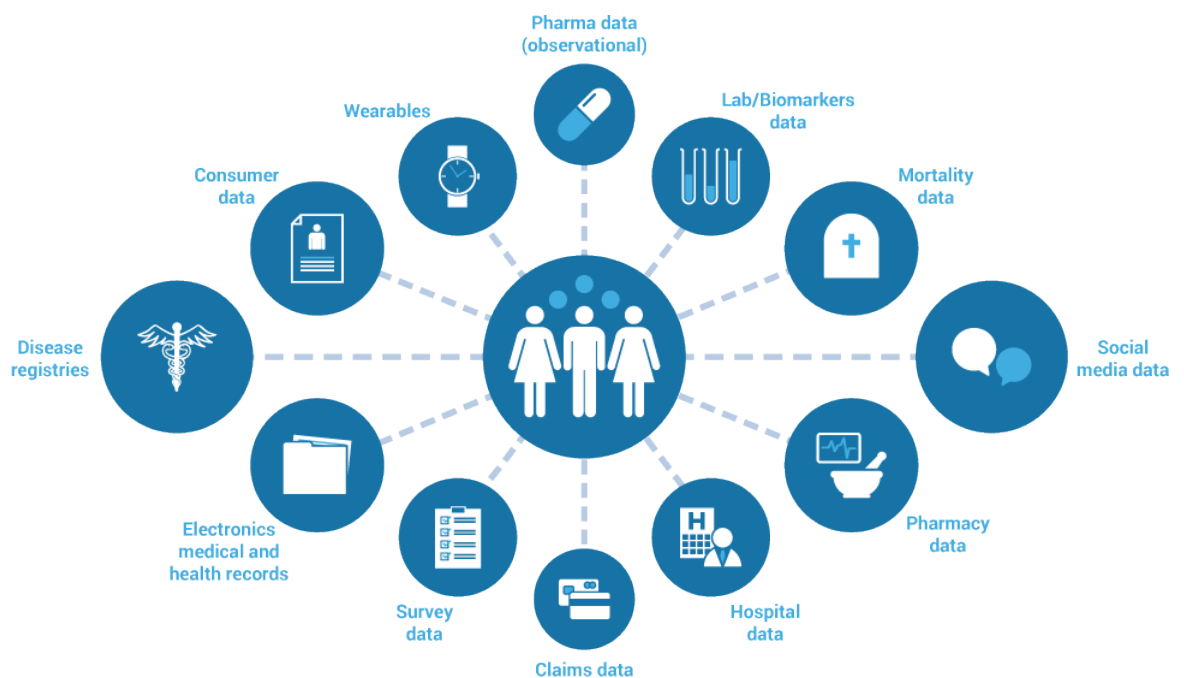 Pharma data
(observational)
Wearables
Lab/Biomarkers
data
Consumer
data
Mortality
data
Disease
registries
Social
media data
Electronics
medical and
health records
Pharmacy
data
Survey
data
H
Hospital
data
Claims data